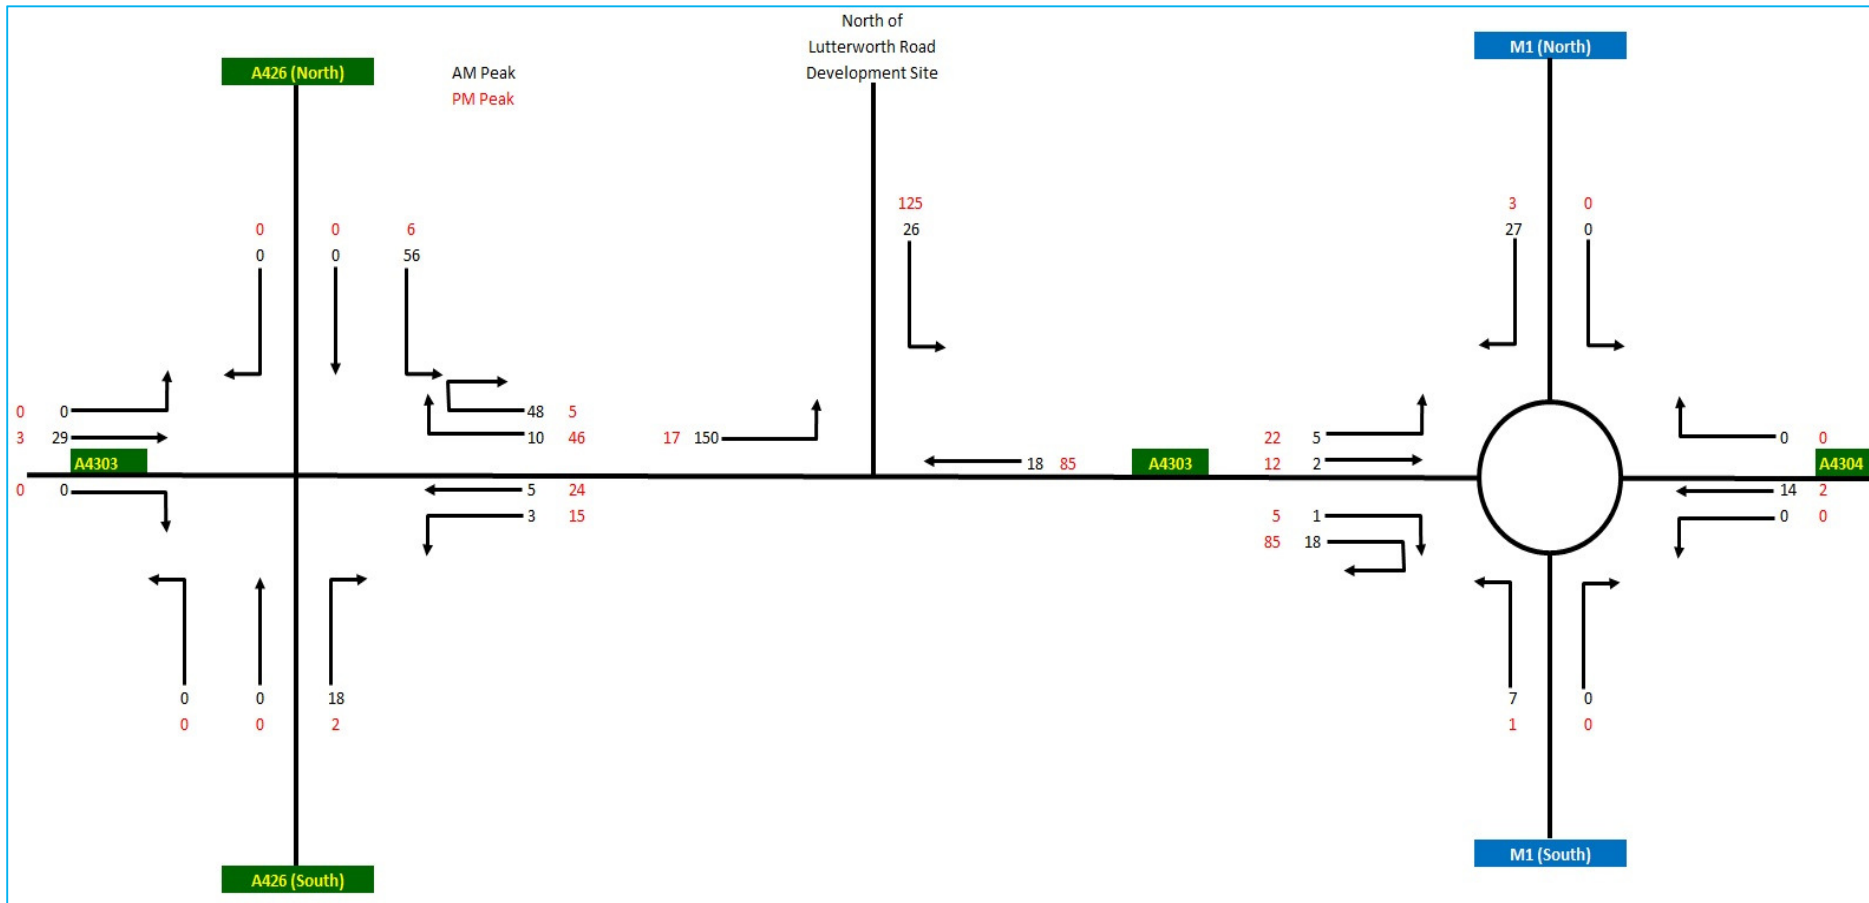 North of
Lutterworth Road
Development Site
M1 (North)
A426 (North)
AM Peak
PM Peak
125
3 0
26
27 0
0 0 6
0 0 56
0 0
48 5
0 0
3 29
10 46
17 150
22 5
0 0
A4303
18 85
A4303
12 2
A4304
0 0
5 24
14 2
3 15
5 1
0 0
85 18
0 0 18
7 0
0 0 2
1 0
M1 (South)
A426 (South)